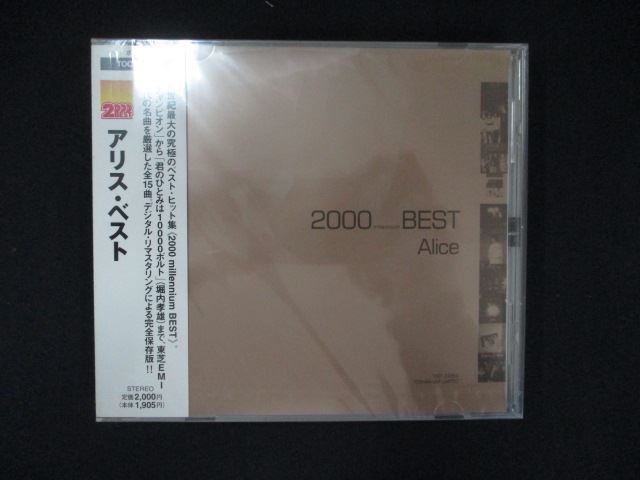 TOC
2000
アリス・ベスト
世紀最大の究極のベスト・ヒット集《2000 millennium BEST》。
ャンピオン」から「君のひとみは10000ボルト」(堀内孝雄)まで、東芝EMI
の名曲を厳選した全15曲。デジタル・リマスタリングによる完全保存版!!
STEREO
定価2,000円
〈本体1,905円〉
2000 millennium BEST
Alice